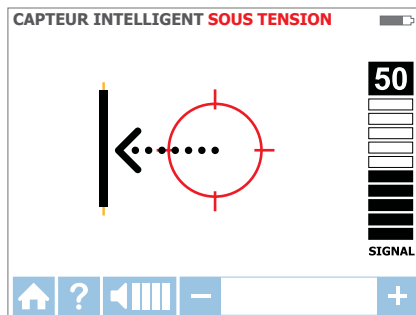 CAPTEUR INTELLIGENT SOUS TENSION
50
SIGNAL
?
− +